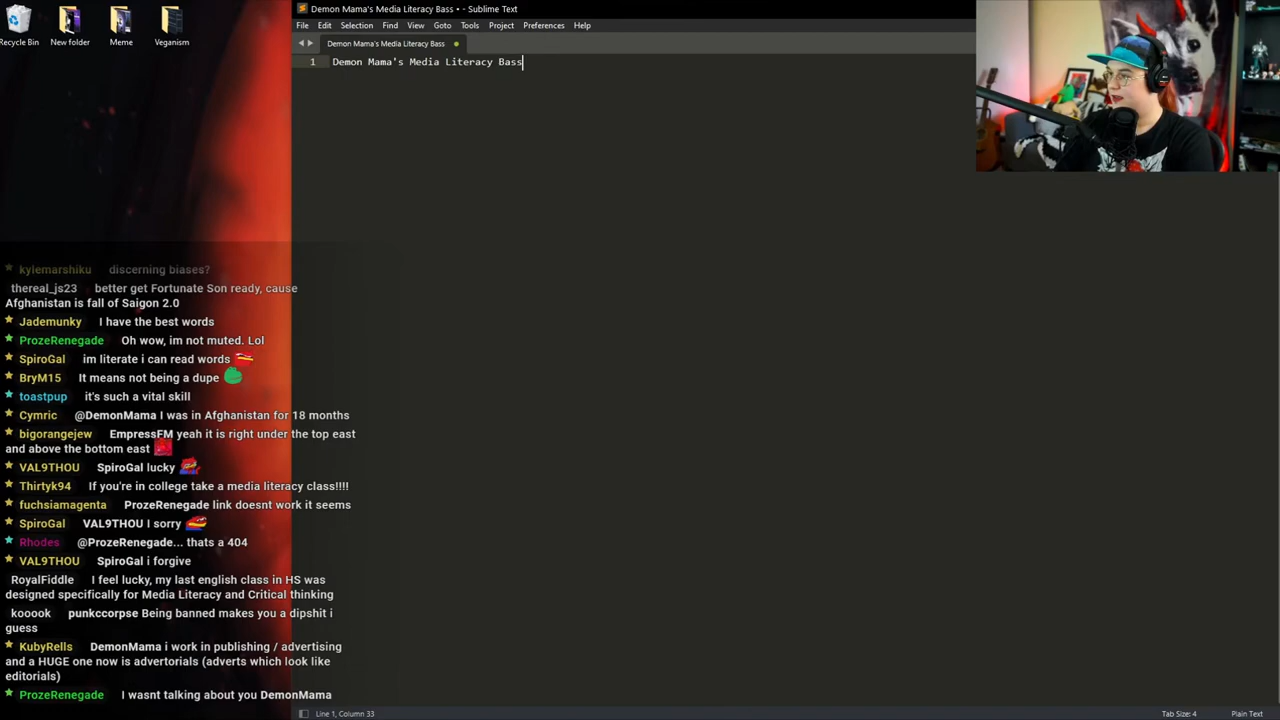 Demon Mama's Media Literacy Bass • - Sublime Text
File Edit Selection Find View Goto Tools Project Preferences Help
Recycle Bin New folder Meme Veganism
Demon Mama's Media Literacy Bass
1 Demon Mama's Media Literacy Bass
kylemarshiku discerning biases?
thereal_js23 better get Fortunate Son ready, cause
Afghanistan is fall of Saigon 2.0
Jademunky I have the best words
ProzeRenegade Oh wow, im not muted. Lol
SpiroGal im literate i can read words
BryM15 It means not being a dupe
toastpup it's such a vital skill
Cymric @DemonMama I was in Afghanistan for 18 months
bigorangejew EmpressFM yeah it is right under the top east
and above the bottom east
VAL9THOU SpiroGal lucky
Thirtyk94 If you're in college take a media literacy class!!!!
fuchsiamagenta ProzeRenegade link doesnt work it seems
SpiroGal VAL9THOU I sorry
Rhodes @ProzeRenegade... thats a 404
VAL9THOU SpiroGal i forgive
RoyalFiddle I feel lucky, my last english class in HS was
designed specifically for Media Literacy and Critical thinking
kooook punkccorpse Being banned makes you a dipshit i
guess
KubyRells DemonMama i work in publishing / advertising
and a HUGE one now is advertorials (adverts which look like
editorials)
ProzeRenegade I wasnt talking about you DemonMama
Line 1, Column 33 Tab Size: 4 Plain Text